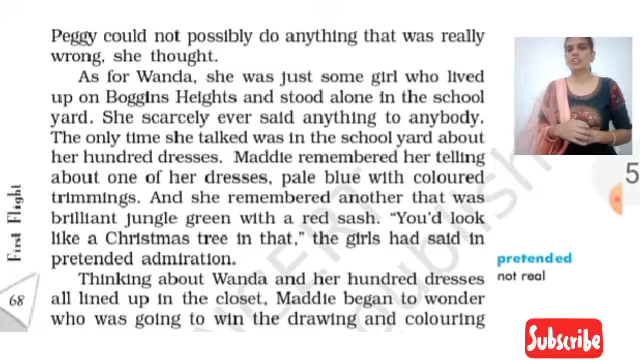 Peggy could not possibly do anything that was really
wrong, she thought.
As for Wanda, she was just some girl who lived
up on Boggins Heights and stood alone in the school
yard. She scarcely ever said anything to anybody.
The only time she talked was in the school yard about
her hundred dresses. Maddie remembered her telling
about one of her dresses, pale blue with coloured
trimmings. And she remembered another that was
brilliant jungle green with a red sash. “You’d look
like a Christmas tree in that,” the girls had said in
pretended admiration.
Thinking about Wanda and her hundred dresses
all lined up in the closet, Maddie began to wonder
who was going to win the drawing and colouring
First Flight
68
pretended
not real
5
Subscribe
NCERT
publish